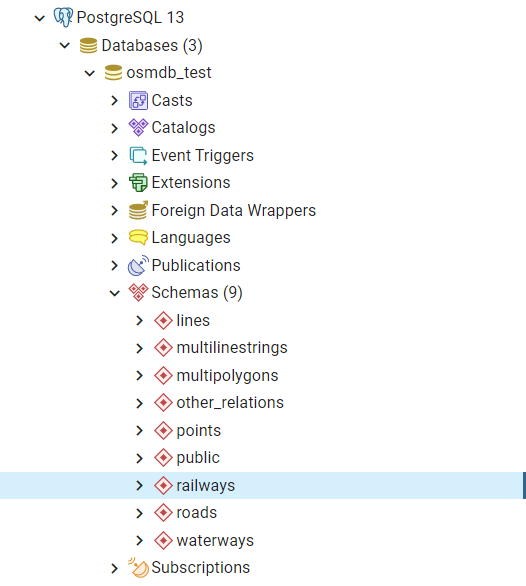 PostgreSQL 13
Databases (3)
osmdb_test
Casts
Catalogs
Event Triggers
Extensions
Foreign Data Wrappers
Languages
Publications
Schemas (9)
lines
multilinestrings
multipolygons
other_relations
points
public
railways
roads
waterways
Subscriptions